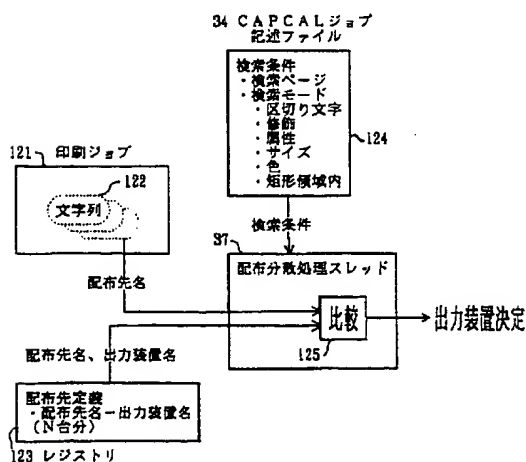 34 CAPCALジョブ
記述ファイル
検索条件
・検索ページ
・検索モード
・区切り文字
・修飾
・属性
・サイズ
・色
・矩形領域内
124
121 印刷ジョブ
122
文字列
検索条件
37
配布先名
配布分散処理スレッド
比較
出力装置決定
125
配布先名、出力装置名
配布先定義
・配布先名－出力装置名
(N台分)
123 レジストリ